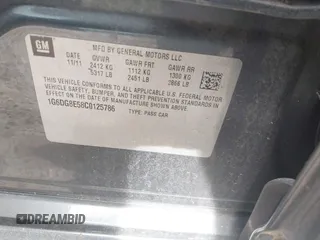 GM
MFD BY GENERAL MOTORS LLC
DATE GVWR GAWR FRT GAWR RR
11/11 2412 KG 1112 KG 1300 KG
5317 LB 2451 LB 2866 LB
THIS VEHICLE CONFORMS TO ALL APPLICABLE U.S. FEDERAL MOTOR
VEHICLE SAFETY, BUMPER, AND THEFT PREVENTION STANDARDS IN
EFFECT ON THE DATE OF MANUFACTURE SHOWN ABOVE.
1G6DG8E58C0125786
TYPE: PASS CAR
DREAMBID